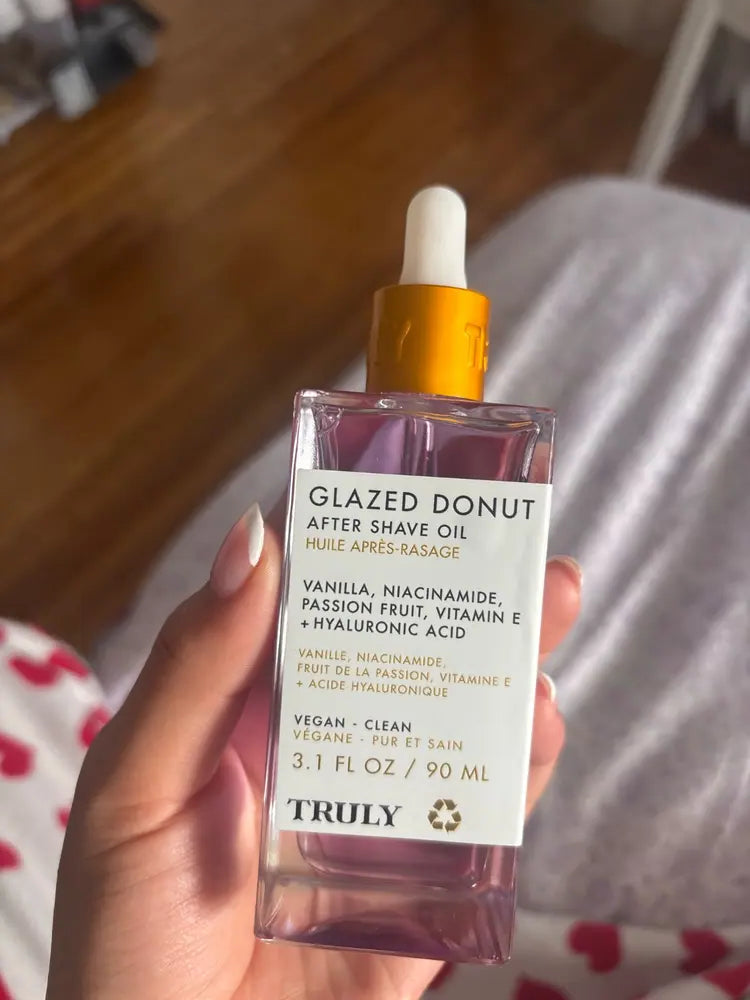 GLAZED DONUT
AFTER SHAVE OIL
HUILE APRÈS-RASAGE
VANILLA, NIACINAMIDE,
PASSION FRUIT, VITAMIN E
+ HYALURONIC ACID
VANILLE, NIACINAMIDE,
FRUIT DE LA PASSION, VITAMINE E
+ ACIDE HYALURONIQUE
VEGAN - CLEAN
VÉGANE - PUR ET SAIN
3.1 FL OZ / 90 ML
TRULY